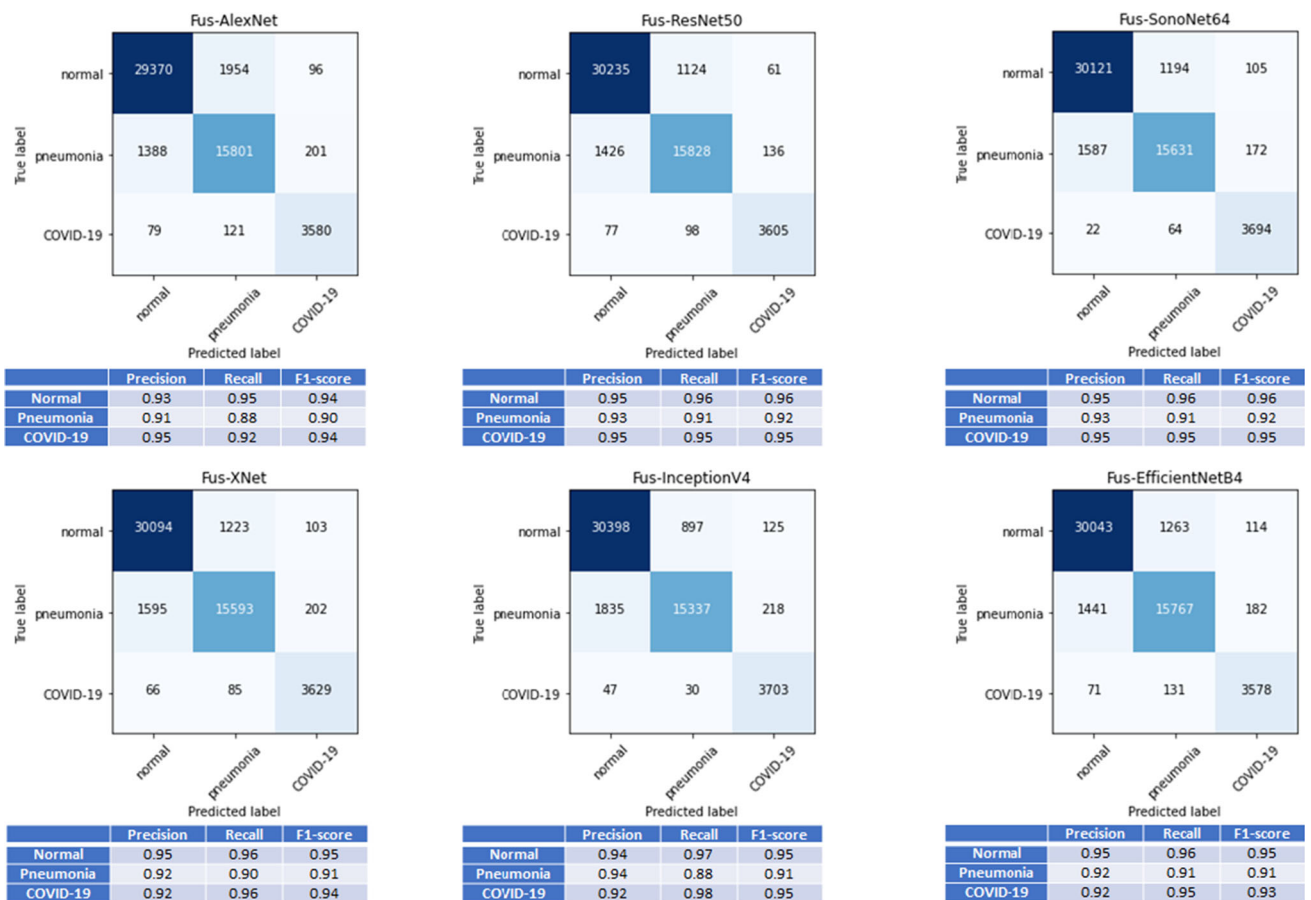 Fus-AlexNet
True label
normal 29370 1954 96
pneumonia 1388 15801 201
COVID-19 79 121 3580
normal pneumonia COVID-19
Predicted label
Precision Recall F1-score
Normal 0.93 0.95 0.94
Pneumonia 0.91 0.88 0.90
COVID-19 0.95 0.92 0.94
Fus-ResNet50
True label
normal 30235 1124 61
pneumonia 1426 15828 136
COVID-19 77 98 3605
normal pneumonia COVID-19
Predicted label
Precision Recall F1-score
Normal 0.95 0.96 0.96
Pneumonia 0.93 0.91 0.92
COVID-19 0.95 0.95 0.95
Fus-SonoNet64
True label
normal 30121 1194 105
pneumonia 1587 15631 172
COVID-19 22 64 3694
normal pneumonia COVID-19
Predicted label
Precision Recall F1-score
Normal 0.95 0.96 0.96
Pneumonia 0.93 0.91 0.92
COVID-19 0.95 0.95 0.95
Fus-XNet
True label
normal 30094 1223 103
pneumonia 1595 15593 202
COVID-19 66 85 3629
normal pneumonia COVID-19
Predicted label
Precision Recall F1-score
Normal 0.95 0.96 0.95
Pneumonia 0.92 0.90 0.91
COVID-19 0.92 0.96 0.94
Fus-InceptionV4
True label
normal 30398 897 125
pneumonia 1835 15337 218
COVID-19 47 30 3703
normal pneumonia COVID-19
Predicted label
Precision Recall F1-score
Normal 0.94 0.97 0.95
Pneumonia 0.94 0.88 0.91
COVID-19 0.92 0.98 0.95
Fus-EfficientNetB4
True label
normal 30043 1263 114
pneumonia 1441 15767 182
COVID-19 71 131 3578
normal pneumonia COVID-19
Predicted label
Precision Recall F1-score
Normal 0.95 0.96 0.95
Pneumonia 0.92 0.91 0.91
COVID-19 0.92 0.95 0.93